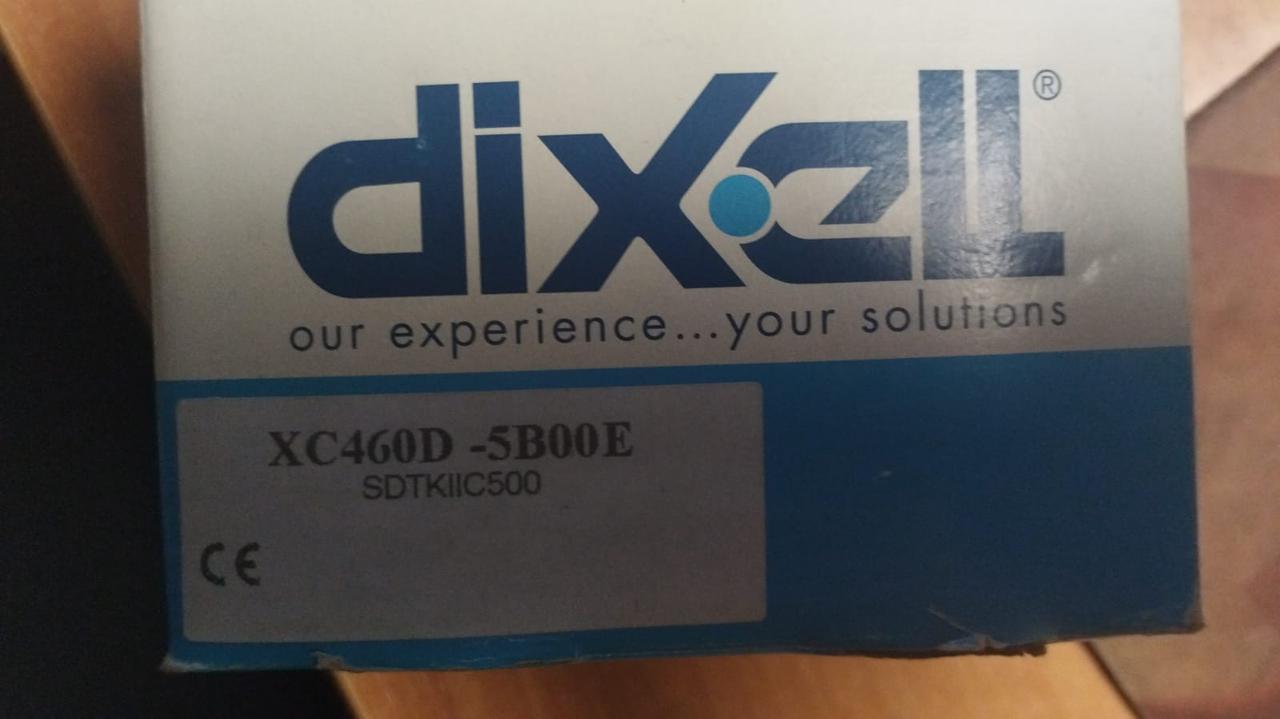 dixell®
our experience...your solutions
XC460D -5B00E
SDTKIIC500
CE